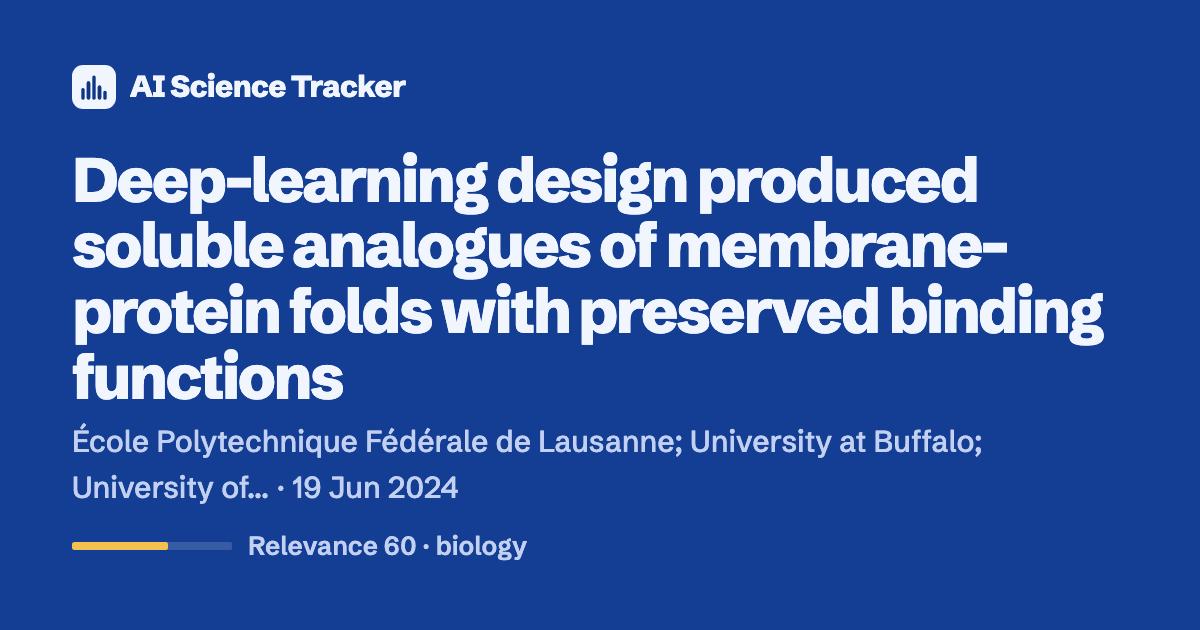 AI Science Tracker
Deep-learning design produced
soluble analogues of membrane-
protein folds with preserved binding
functions
École Polytechnique Fédérale de Lausanne; University at Buffalo;
University of... · 19 Jun 2024
Relevance 60 · biology